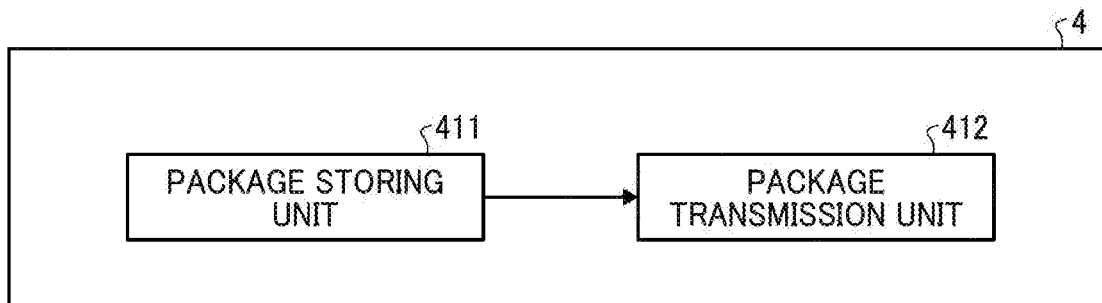 4
411
412
PACKAGE STORING
UNIT
PACKAGE
TRANSMISSION UNIT